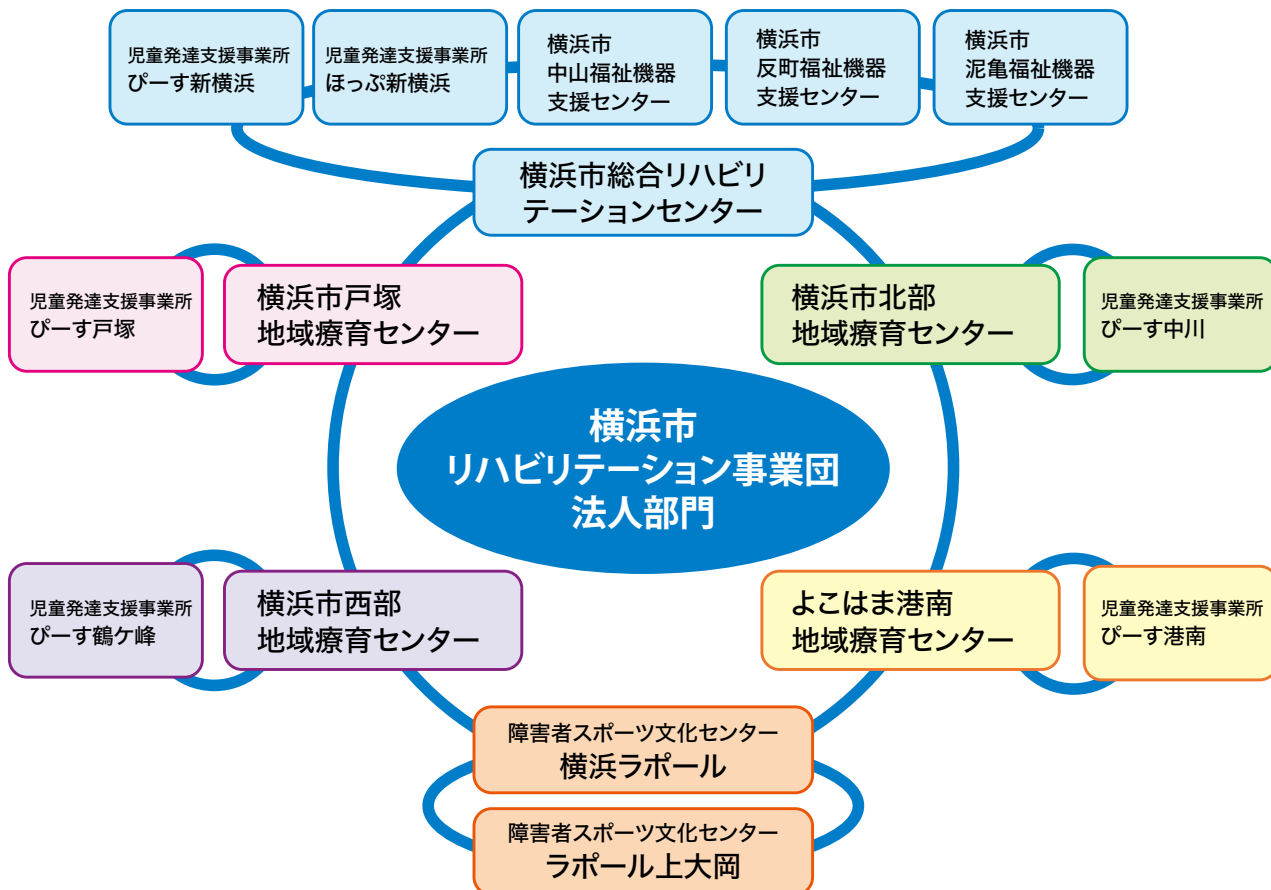 児童発達支援事業所
ぴーす新横浜
児童発達支援事業所
ほっぷ新横浜
横浜市
中山福祉機器
支援センター
横浜市
反町福祉機器
支援センター
横浜市
泥亀福祉機器
支援センター
横浜市総合リハビリ
テーションセンター
児童発達支援事業所
ぴーす戸塚
横浜市戸塚
地域療育センター
横浜市北部
地域療育センター
児童発達支援事業所
ぴーす中川
横浜市
リハビリテーション事業団
法人部門
児童発達支援事業所
ぴーす鶴ケ峰
横浜市西部
地域療育センター
よこはま港南
地域療育センター
児童発達支援事業所
ぴーす港南
障害者スポーツ文化センター
横浜ラポール
障害者スポーツ文化センター
ラポール上大岡